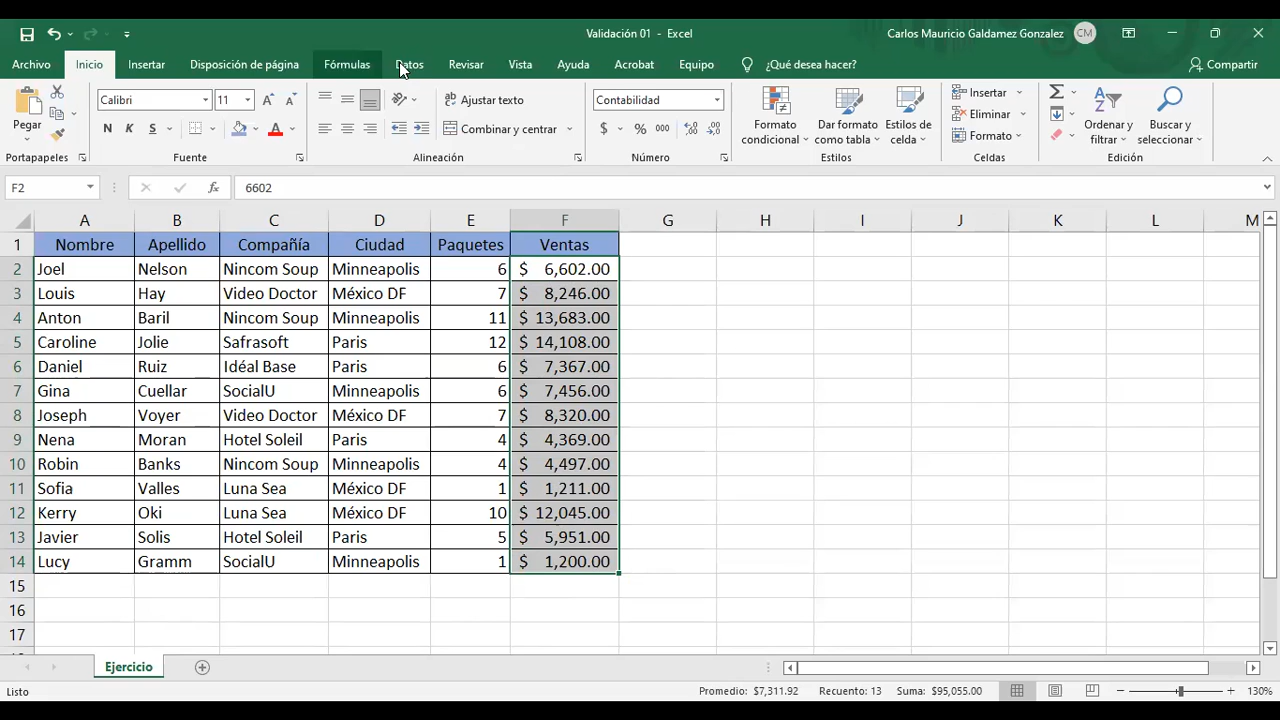 Validación 01 - Excel
Carlos Mauricio Galdamez Gonzalez CM
Archivo Inicio Insertar Disposición de página Fórmulas Datos Revisar Vista Ayuda Acrobat Equipo ¿Qué desea hacer? Compartir
Pegar
Portapapeles
Calibri 11
N K S
Fuente
Ajustar texto
Combinar y centrar
Alineación
Contabilidad
$ % 000
Número
Formato condicional
Dar formato como tabla
Estilos de celda
Estilos
Insertar
Eliminar
Formato
Celdas
Ordenar y filtrar
Buscar y seleccionar
Edición
F2 fx 6602
A B C D E F G H I J K L M
1 Nombre Apellido Compañía Ciudad Paquetes Ventas
2 Joel Nelson Nincom Soup Minneapolis 6 $ 6,602.00
3 Louis Hay Video Doctor México DF 7 $ 8,246.00
4 Anton Baril Nincom Soup Minneapolis 11 $ 13,683.00
5 Caroline Jolie Safrasoft Paris 12 $ 14,108.00
6 Daniel Ruiz Idéal Base Paris 6 $ 7,367.00
7 Gina Cuellar SocialU Minneapolis 6 $ 7,456.00
8 Joseph Voyer Video Doctor México DF 7 $ 8,320.00
9 Nena Moran Hotel Soleil Paris 4 $ 4,369.00
10 Robin Banks Nincom Soup Minneapolis 4 $ 4,497.00
11 Sofia Valles Luna Sea México DF 1 $ 1,211.00
12 Kerry Oki Luna Sea México DF 10 $ 12,045.00
13 Javier Solis Hotel Soleil Paris 5 $ 5,951.00
14 Lucy Gramm SocialU Minneapolis 1 $ 1,200.00
15
16
17
Ejercicio
Listo Promedio: $7,311.92 Recuento: 13 Suma: $95,055.00 130%